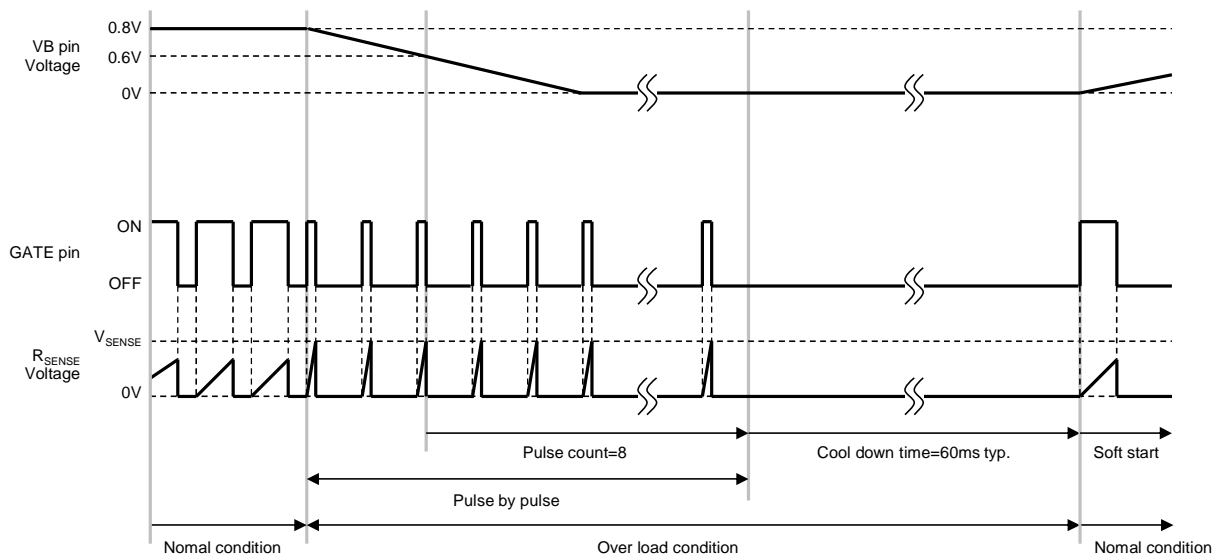 0.8V
VB pin
Voltage
0.6V
0V
ON
GATE pin
OFF
VSENSE
RSENSE
Voltage
0V
Pulse count=8
Cool down time=60ms typ.
Soft start
Pulse by pulse
Nomal condition
Over load condition
Nomal condition